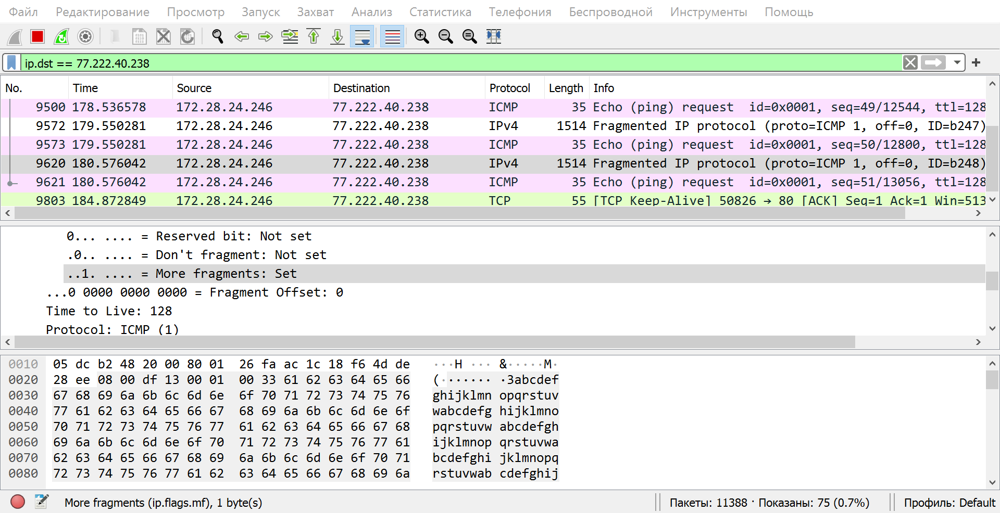 Файл Редактирование Просмотр Запуск Захват Анализ Статистика Телефония Беспроводной Инструменты Помощь
ip.dst == 77.222.40.238
No. Time Source Destination Protocol Length Info
9500 178.536578 172.28.24.246 77.222.40.238 ICMP 35 Echo (ping) request id=0x0001, seq=49/12544, ttl=128
9572 179.550281 172.28.24.246 77.222.40.238 IPv4 1514 Fragmented IP protocol (proto=ICMP 1, off=0, ID=b247)
9573 179.550281 172.28.24.246 77.222.40.238 ICMP 35 Echo (ping) request id=0x0001, seq=50/12800, ttl=128
9620 180.576042 172.28.24.246 77.222.40.238 IPv4 1514 Fragmented IP protocol (proto=ICMP 1, off=0, ID=b248)
9621 180.576042 172.28.24.246 77.222.40.238 ICMP 35 Echo (ping) request id=0x0001, seq=51/13056, ttl=128
9803 184.872849 172.28.24.246 77.222.40.238 TCP 55 [TCP Keep-Alive] 50826 → 80 [ACK] Seq=1 Ack=1 Win=513
0... .... = Reserved bit: Not set
.0.. .... = Don't fragment: Not set
..1. .... = More fragments: Set
...0 0000 0000 0000 = Fragment Offset: 0
Time to Live: 128
Protocol: ICMP (1)
0010 05 dc b2 48 20 00 80 01 26 fa ac 1c 18 f6 4d de ···H ··· &·····M·
0020 28 ee 08 00 df 13 00 01 00 33 61 62 63 64 65 66 (······· ·3abcdef
0030 67 68 69 6a 6b 6c 6d 6e 6f 70 71 72 73 74 75 76 ghijklmn opqrstuv
0040 77 61 62 63 64 65 66 67 68 69 6a 6b 6c 6d 6e 6f wabcdefg hijklmno
0050 70 71 72 73 74 75 76 77 61 62 63 64 65 66 67 68 pqrstuvw abcdefgh
0060 69 6a 6b 6c 6d 6e 6f 70 71 72 73 74 75 76 77 61 ijklmnop qrstuvwa
0070 62 63 64 65 66 67 68 69 6a 6b 6c 6d 6e 6f 70 71 bcdefghi jklmnopq
0080 72 73 74 75 76 77 61 62 63 64 65 66 67 68 69 6a rstuvwab cdefghij
More fragments (ip.flags.mf), 1 byte(s) Пакеты: 11388 · Показаны: 75 (0.7%) Профиль: Default